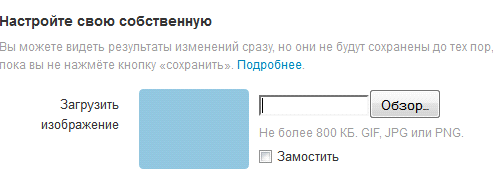 Настройте свою собственную
Вы можете видеть результаты изменений сразу, но они не будут сохранены до тех пор,
пока вы не нажмёте кнопку «сохранить». Подробнее.
Загрузить
изображение
Обзор...
Не более 800 КБ. GIF, JPG или PNG.
Замостить